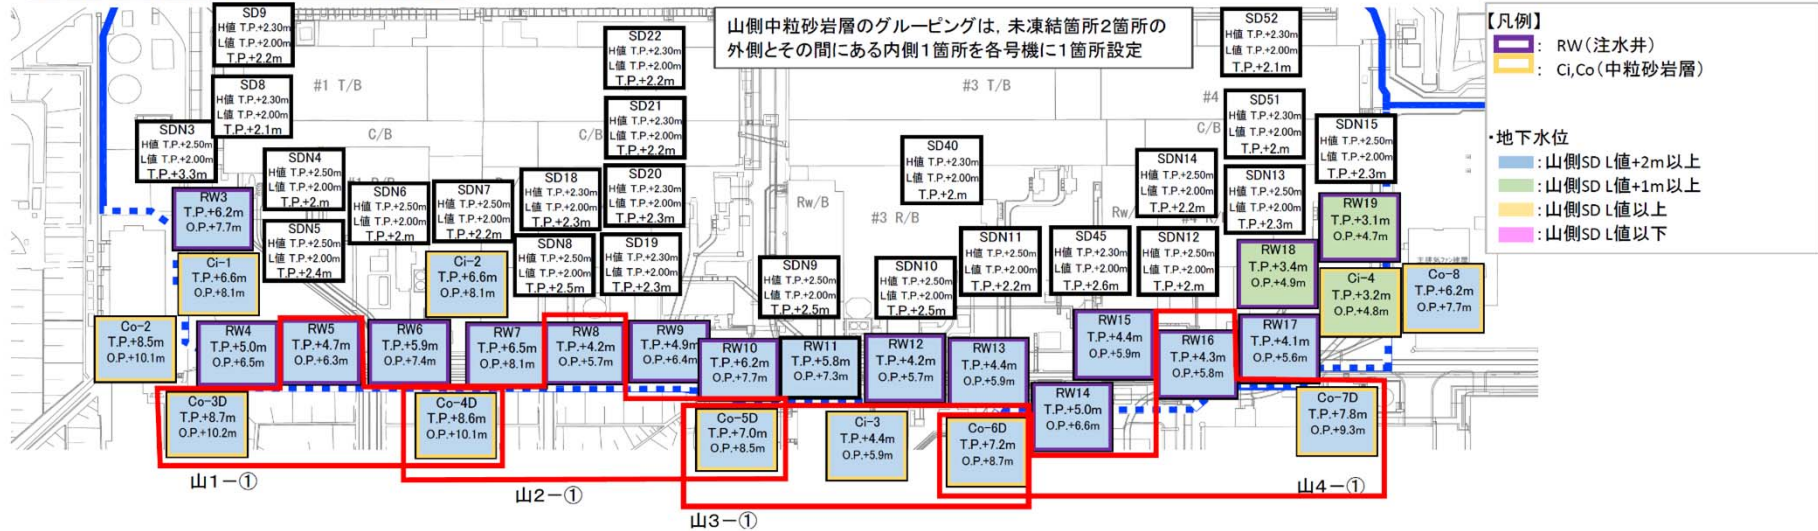 山側中粒砂岩層のグルーピングは，未凍結箇所2箇所の
外側とその間にある内側1箇所を各号機に1箇所設定
【凡例】
： RW（注水井）
： Ci,Co（中粒砂岩層）
・地下水位
：山側SD L値+2m以上
：山側SD L値+1m以上
：山側SD L値以上
：山側SD L値以下
SD9
H値 T.P.+2.30m
L値 T.P.+2.00m
T.P.+2.2m
SD8
H値 T.P.+2.30m
L値 T.P.+2.00m
T.P.+2.1m
SDN3
H値 T.P.+2.50m
L値 T.P.+2.00m
T.P.+3.3m
SDN4
H値 T.P.+2.50m
L値 T.P.+2.00m
T.P.+2.m
SDN5
H値 T.P.+2.50m
L値 T.P.+2.00m
T.P.+2.4m
SDN6
H値 T.P.+2.50m
L値 T.P.+2.00m
T.P.+2.m
SDN7
H値 T.P.+2.50m
L値 T.P.+2.00m
T.P.+2.2m
SD18
H値 T.P.+2.30m
L値 T.P.+2.00m
T.P.+2.3m
SDN8
H値 T.P.+2.50m
L値 T.P.+2.00m
T.P.+2.5m
SD22
H値 T.P.+2.30m
L値 T.P.+2.00m
T.P.+2.2m
SD21
H値 T.P.+2.30m
L値 T.P.+2.00m
T.P.+2.2m
SD20
H値 T.P.+2.30m
L値 T.P.+2.00m
T.P.+2.3m
SD19
H値 T.P.+2.30m
L値 T.P.+2.00m
T.P.+2.3m
SDN9
H値 T.P.+2.50m
L値 T.P.+2.00m
T.P.+2.5m
SD40
H値 T.P.+2.30m
L値 T.P.+2.00m
T.P.+2.m
SDN10
H値 T.P.+2.50m
L値 T.P.+2.00m
T.P.+2.5m
SDN11
H値 T.P.+2.50m
L値 T.P.+2.00m
T.P.+2.2m
SD45
H値 T.P.+2.30m
L値 T.P.+2.00m
T.P.+2.6m
SDN14
H値 T.P.+2.50m
L値 T.P.+2.00m
T.P.+2.2m
SDN12
H値 T.P.+2.50m
L値 T.P.+2.00m
T.P.+2.m
SD52
H値 T.P.+2.30m
L値 T.P.+2.00m
T.P.+2.1m
SD51
H値 T.P.+2.30m
L値 T.P.+2.00m
T.P.+2.m
SDN13
H値 T.P.+2.50m
L値 T.P.+2.00m
T.P.+2.3m
SDN15
H値 T.P.+2.50m
L値 T.P.+2.00m
T.P.+2.3m
#1 T/B
C/B
C/B
#3 T/B
Rw/B
#3 R/B
Rw/
#4
C/B
RW3
T.P.+6.2m
O.P.+7.7m
Ci-1
T.P.+6.6m
O.P.+8.1m
Ci-2
T.P.+6.6m
O.P.+8.1m
RW19
T.P.+3.1m
O.P.+4.7m
RW18
T.P.+3.4m
O.P.+4.9m
Ci-4
T.P.+3.2m
O.P.+4.8m
Co-8
T.P.+6.2m
O.P.+7.7m
Co-2
T.P.+8.5m
O.P.+10.1m
RW4
T.P.+5.0m
O.P.+6.5m
RW5
T.P.+4.7m
O.P.+6.3m
RW6
T.P.+5.9m
O.P.+7.4m
RW7
T.P.+6.5m
O.P.+8.1m
RW8
T.P.+4.2m
O.P.+5.7m
RW9
T.P.+4.9m
O.P.+6.4m
RW10
T.P.+6.2m
O.P.+7.7m
RW11
T.P.+5.8m
O.P.+7.3m
RW12
T.P.+4.2m
O.P.+5.7m
RW13
T.P.+4.4m
O.P.+5.9m
RW14
T.P.+5.0m
O.P.+6.6m
RW15
T.P.+4.4m
O.P.+5.9m
RW16
T.P.+4.3m
O.P.+5.8m
RW17
T.P.+4.1m
O.P.+5.6m
Co-3D
T.P.+8.7m
O.P.+10.2m
Co-4D
T.P.+8.6m
O.P.+10.1m
Co-5D
T.P.+7.0m
O.P.+8.5m
Ci-3
T.P.+4.4m
O.P.+5.9m
Co-6D
T.P.+7.2m
O.P.+8.7m
Co-7D
T.P.+7.8m
O.P.+9.3m
山1－①
山2－①
山3－①
山4－①